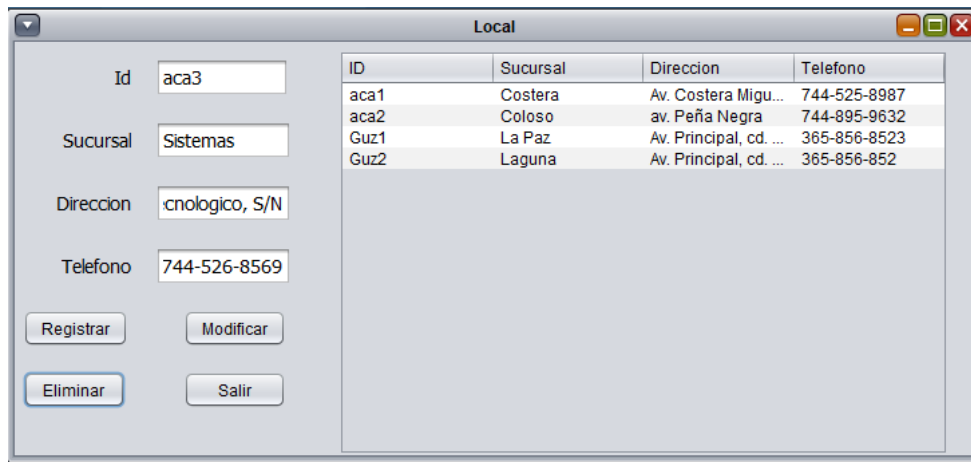 Local
Id aca3
Sucursal Sistemas
Direccion cnologico, S/N
Telefono 744-526-8569
Registrar Modificar
Eliminar Salir
ID Sucursal Direccion Telefono
aca1 Costera Av. Costera Migu... 744-525-8987
aca2 Coloso av. Peña Negra 744-895-9632
Guz1 La Paz Av. Principal, cd. ... 365-856-8523
Guz2 Laguna Av. Principal, cd. ... 365-856-852